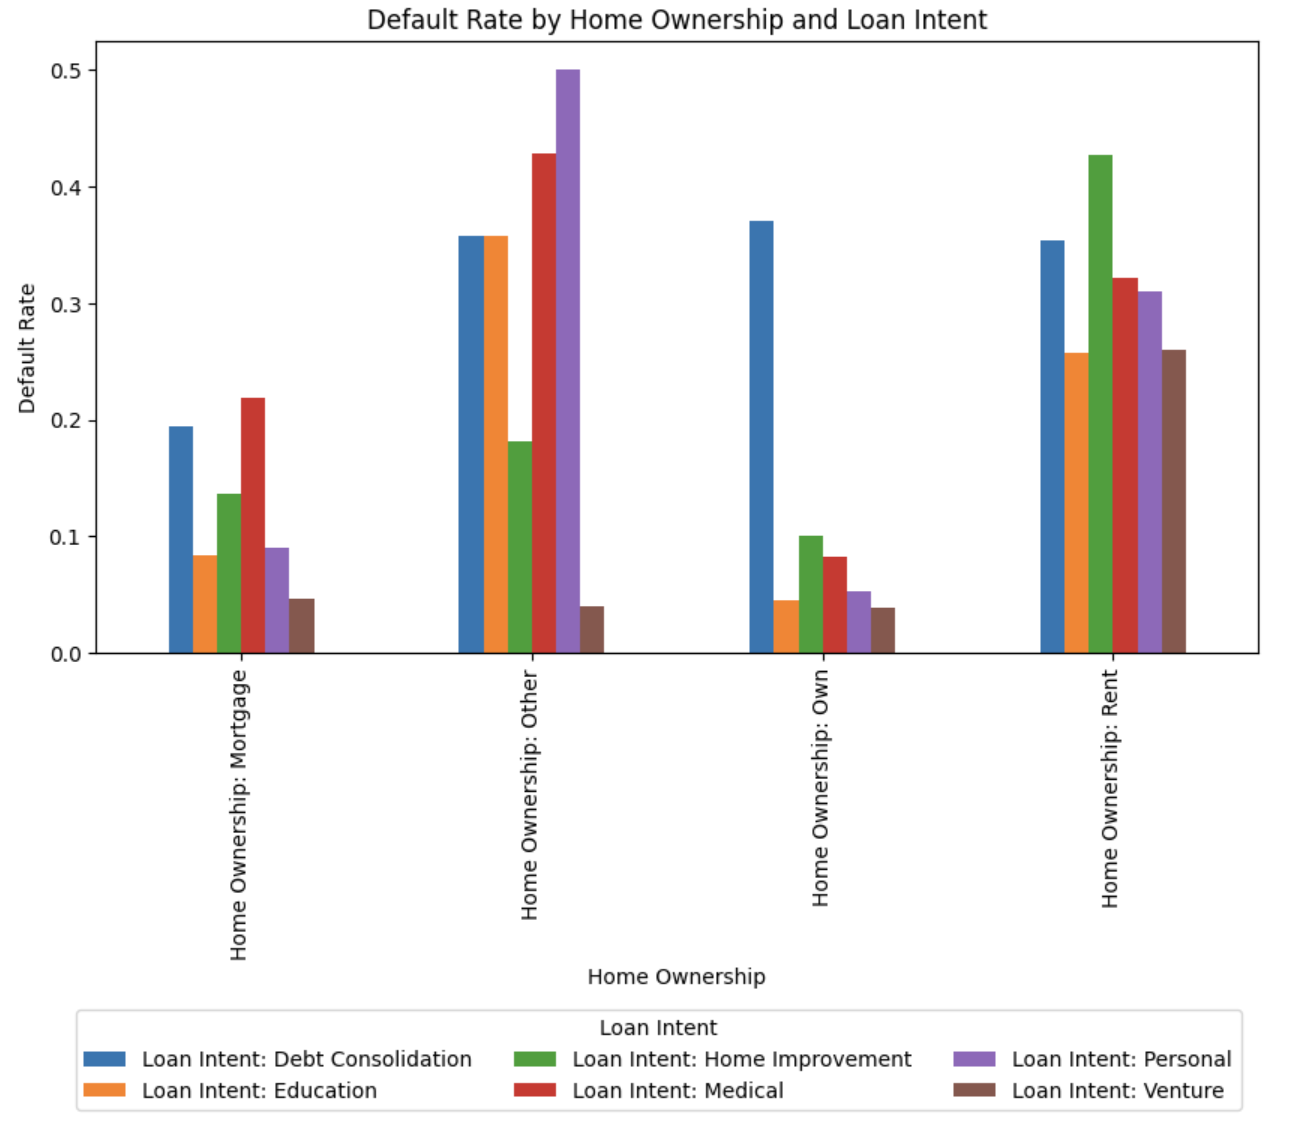 Default Rate by Home Ownership and Loan Intent
Default Rate
0.5
0.4
0.3
0.2
0.1
0.0
Home Ownership: Mortgage
Home Ownership: Other
Home Ownership: Own
Home Ownership: Rent
Home Ownership
Loan Intent
Loan Intent: Debt Consolidation
Loan Intent: Education
Loan Intent: Home Improvement
Loan Intent: Medical
Loan Intent: Personal
Loan Intent: Venture